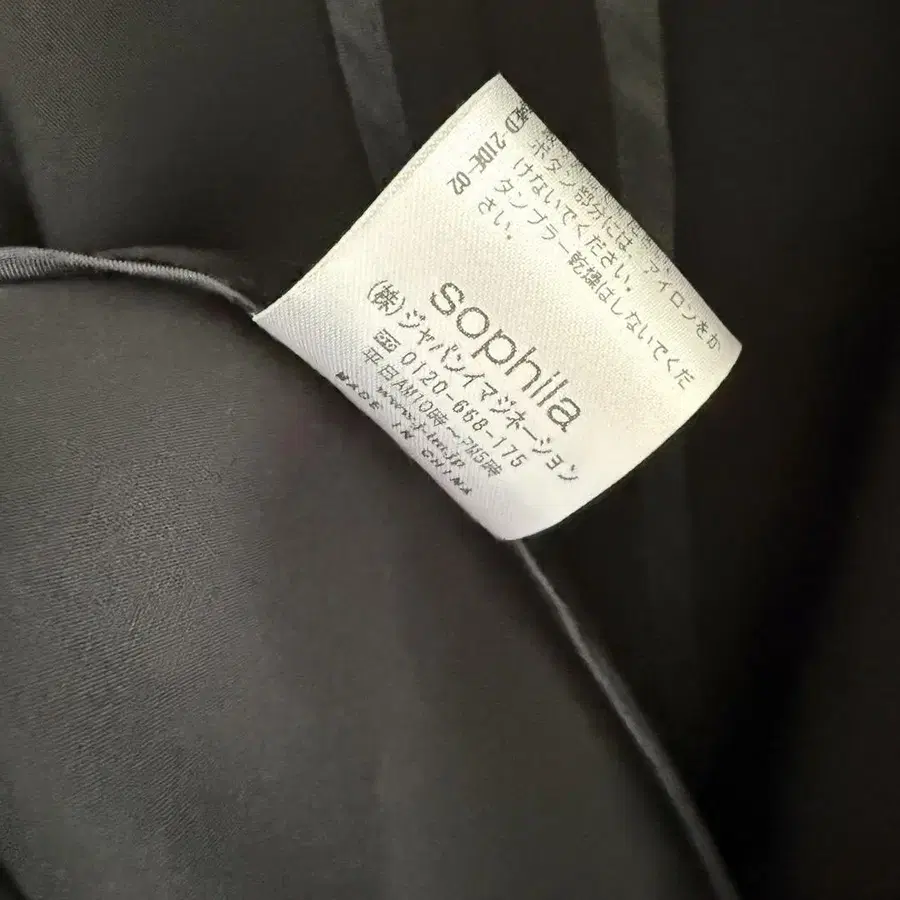 ボタン部分には、アイロンをか
けないでください。
タンブラー乾燥はしないでくだ
さい。
sophila
(株)ジャパンイマジネーション
0120-668-175
平日AM10時～PM5時
www.j-im.jp
MADE IN CHINA